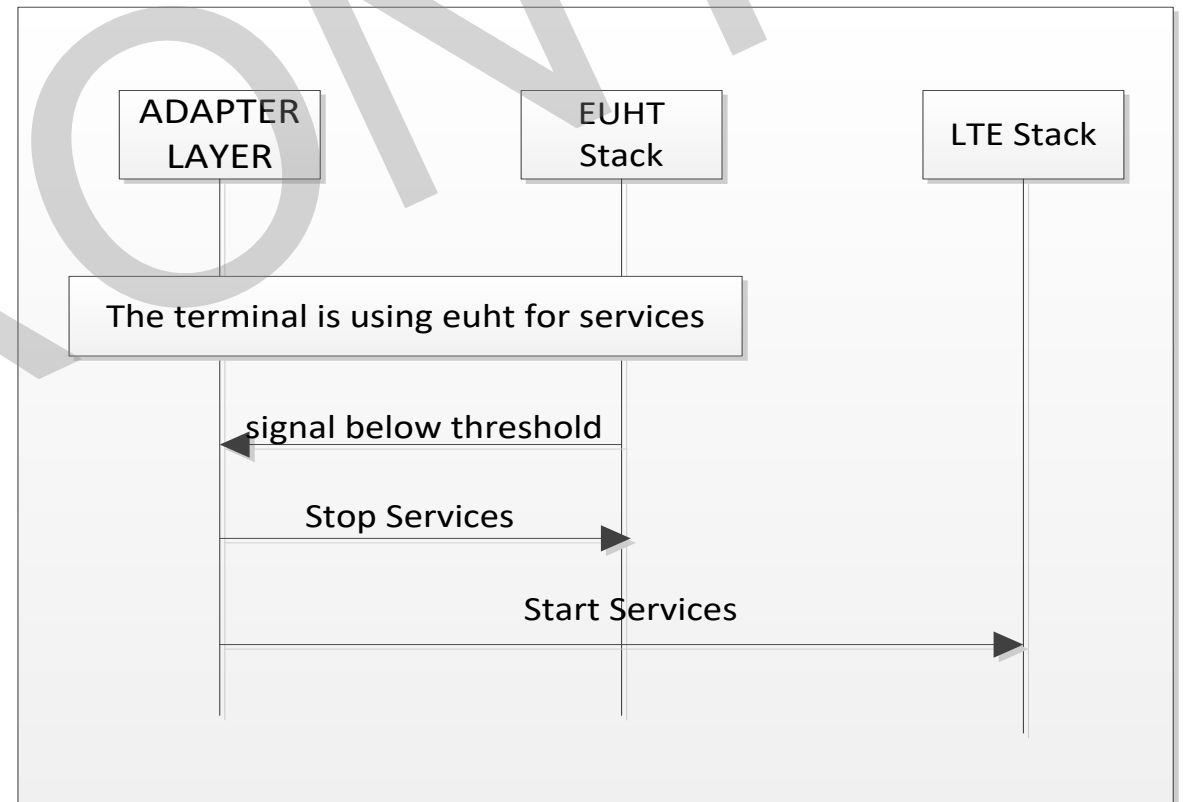 ADAPTER
LAYER
EUHT
Stack
LTE Stack
The terminal is using euht for services
signal below threshold
Stop Services
Start Services